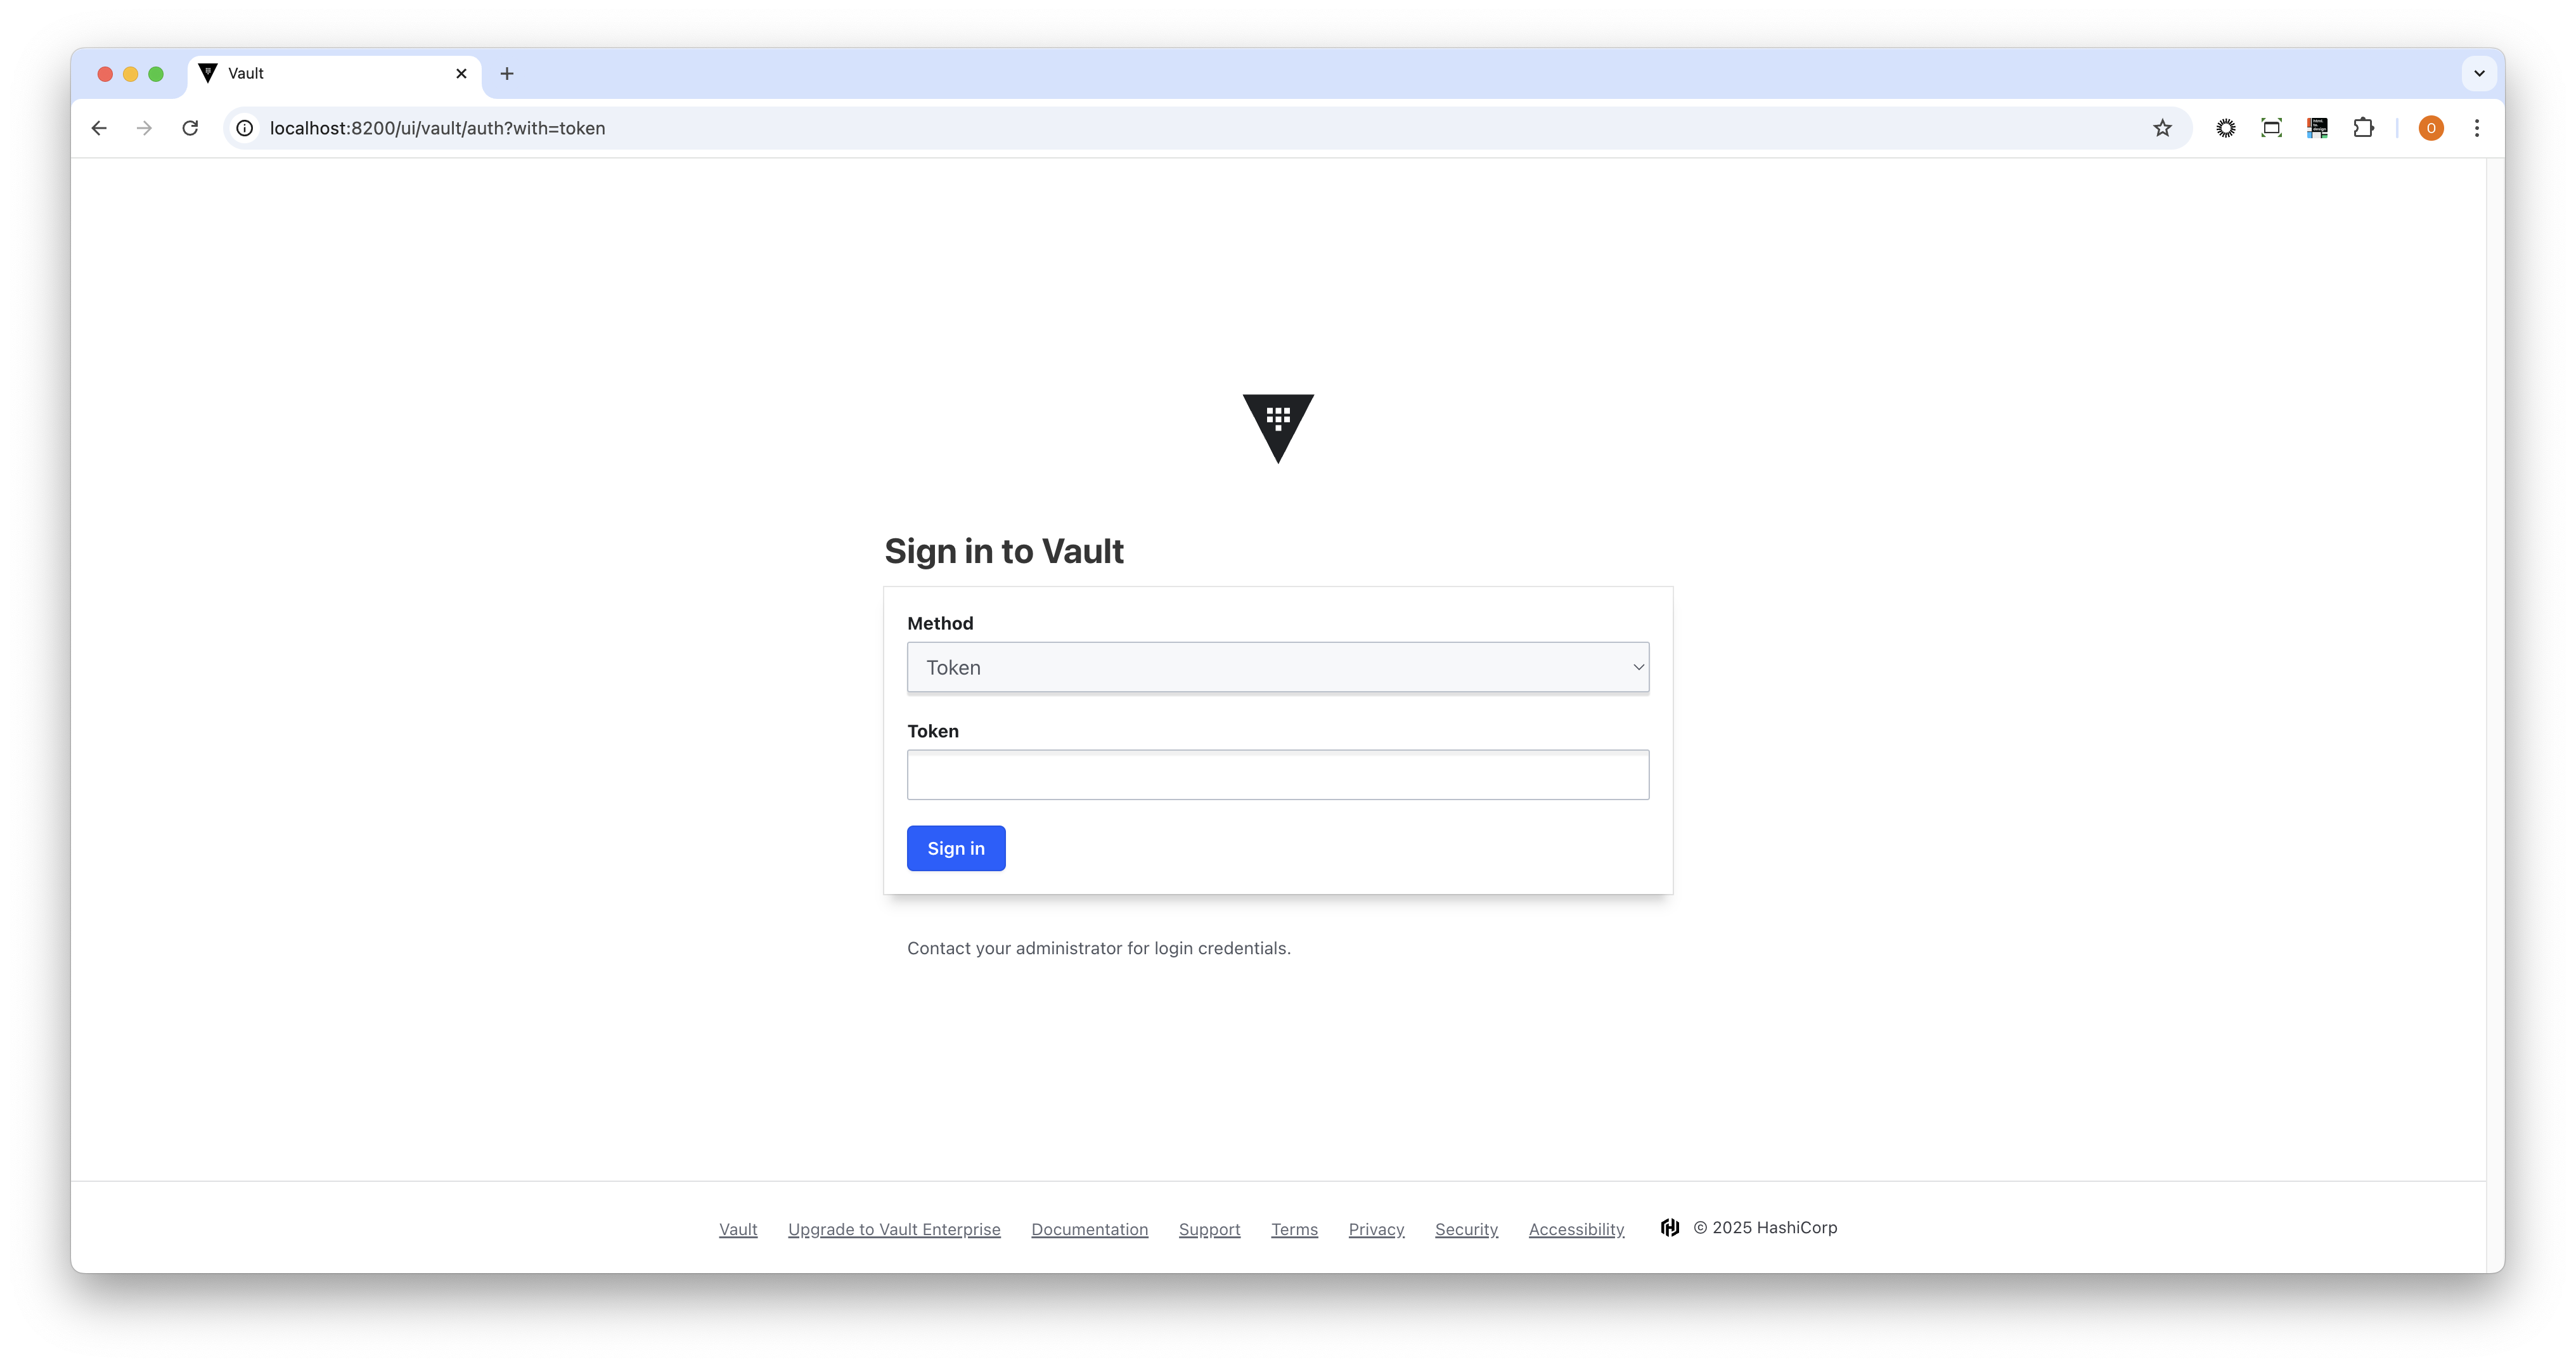 Vault
localhost:8200/ui/vault/auth?with=token
O
Sign in to Vault
Method
Token
Token
Sign in
Contact your administrator for login credentials.
Vault Upgrade to Vault Enterprise Documentation Support Terms Privacy Security Accessibility © 2025 HashiCorp